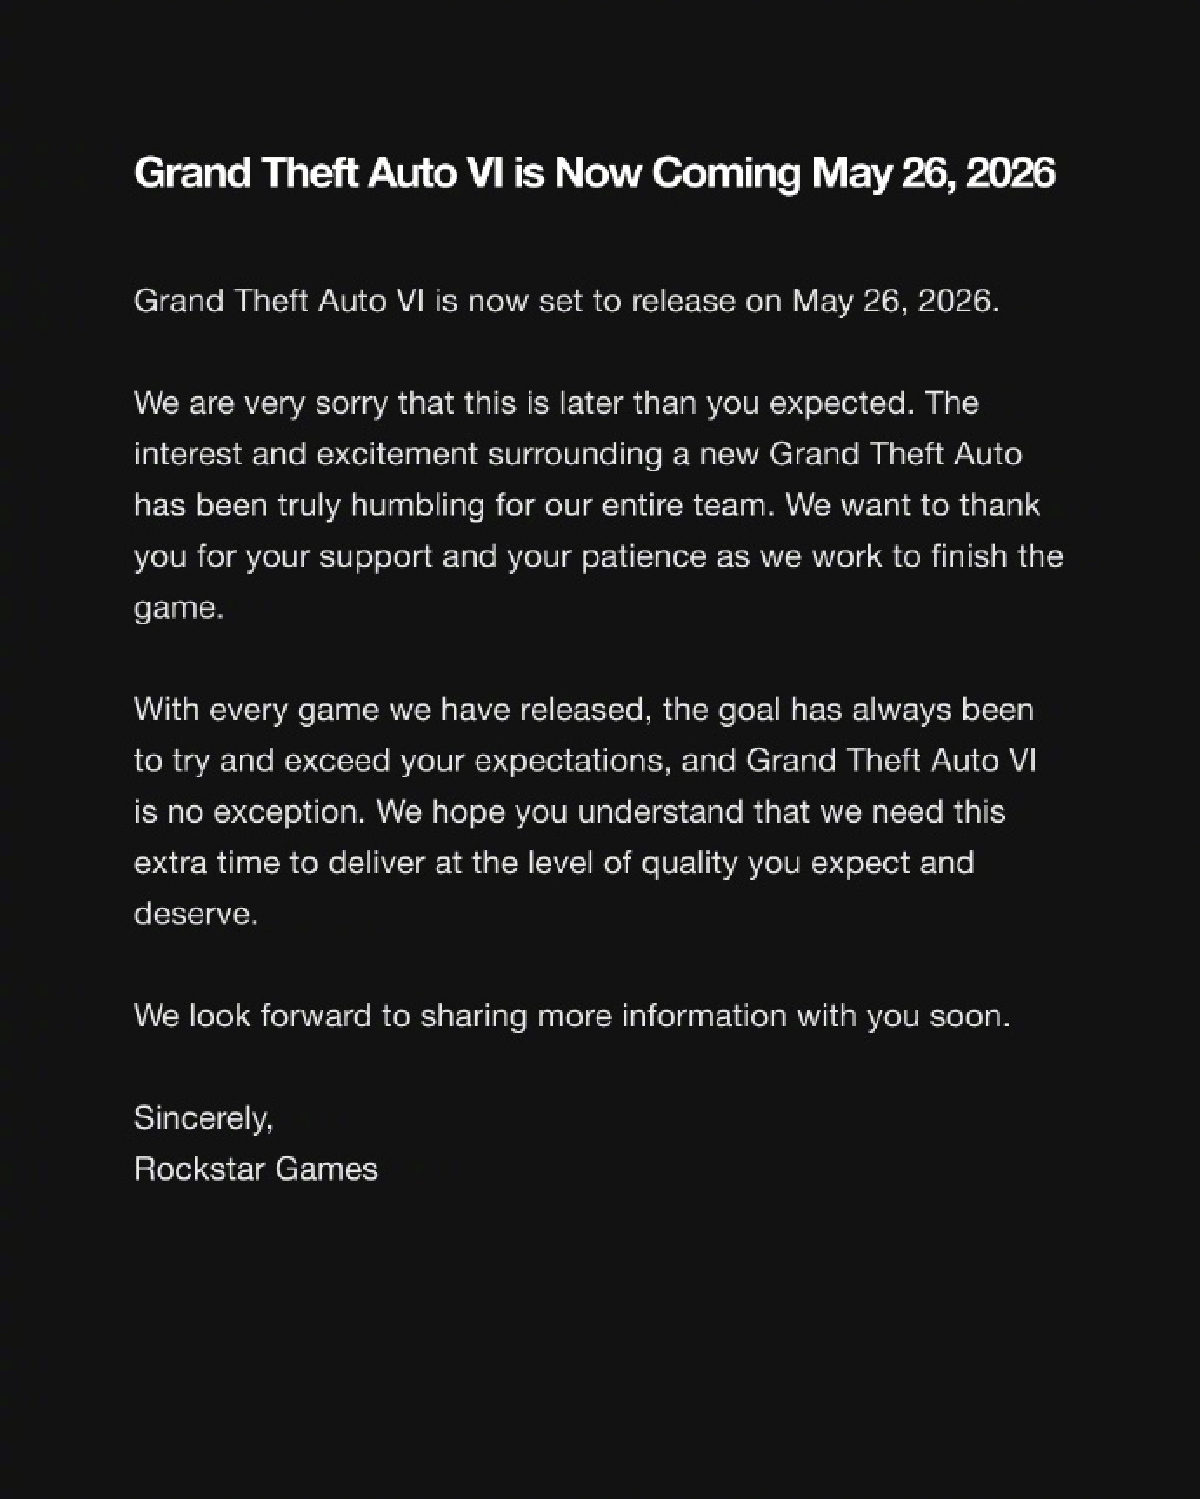 Grand Theft Auto VI is Now Coming May 26, 2026
Grand Theft Auto VI is now set to release on May 26, 2026.
We are very sorry that this is later than you expected. The
interest and excitement surrounding a new Grand Theft Auto
has been truly humbling for our entire team. We want to thank
you for your support and your patience as we work to finish the
game.
With every game we have released, the goal has always been
to try and exceed your expectations, and Grand Theft Auto VI
is no exception. We hope you understand that we need this
extra time to deliver at the level of quality you expect and
deserve.
We look forward to sharing more information with you soon.
Sincerely,
Rockstar Games